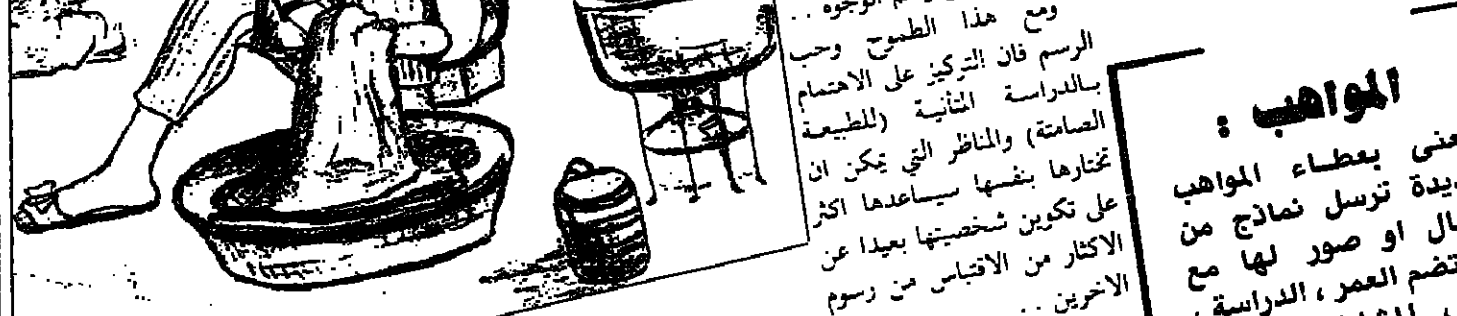 الوجوه . .
ومع هذا الطموح وحب
الرسم فان التركيز على الاهتمام
بالدراسة المتأنية (للطبيعة
الصامتة) والمناظر التي يمكن ان
تختارها بنفسها سيساعدها اكثر
على تكوين شخصيتها بعيدا عن
الاكثار من الاقتباس من رسوم
الاخرين . .
المواهب :
بعطاء المواهب
ترسل نماذج من
او صور لها مع
تضم العمر ، الدراسة ،